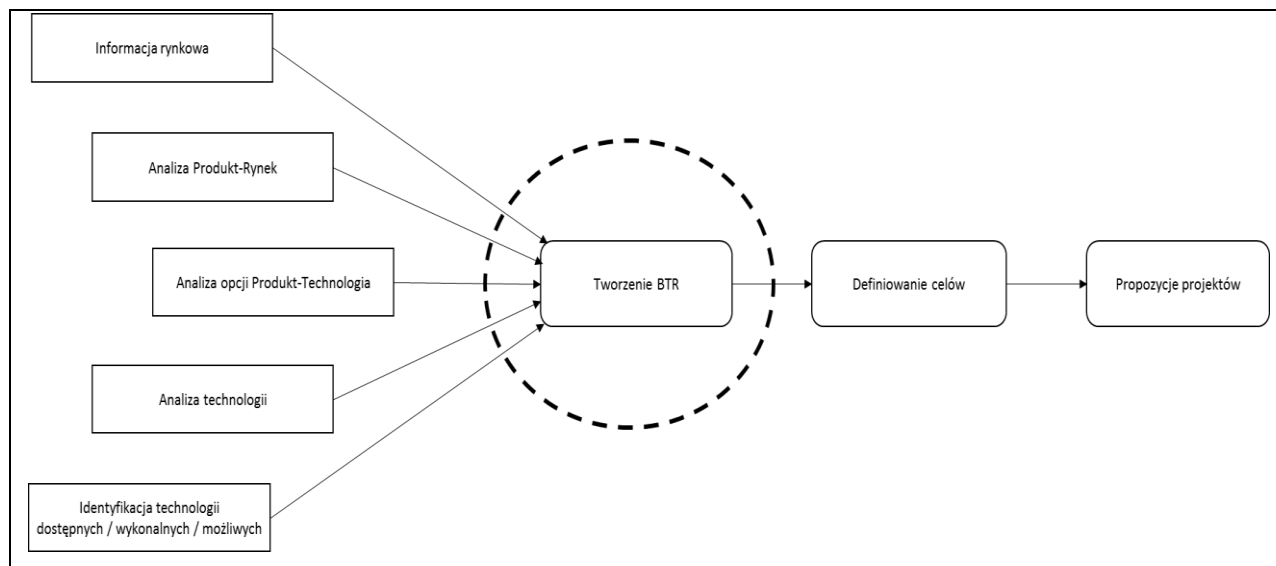 Informacja rynkowa
Analiza Produkt-Rynek
Analiza opcji Produkt-Technologia
Analiza technologii
Identyfikacja technologii
dostępnych / wykonalnych / możliwych
Tworzenie BTR
Definiowanie celów
Propozycje projektów